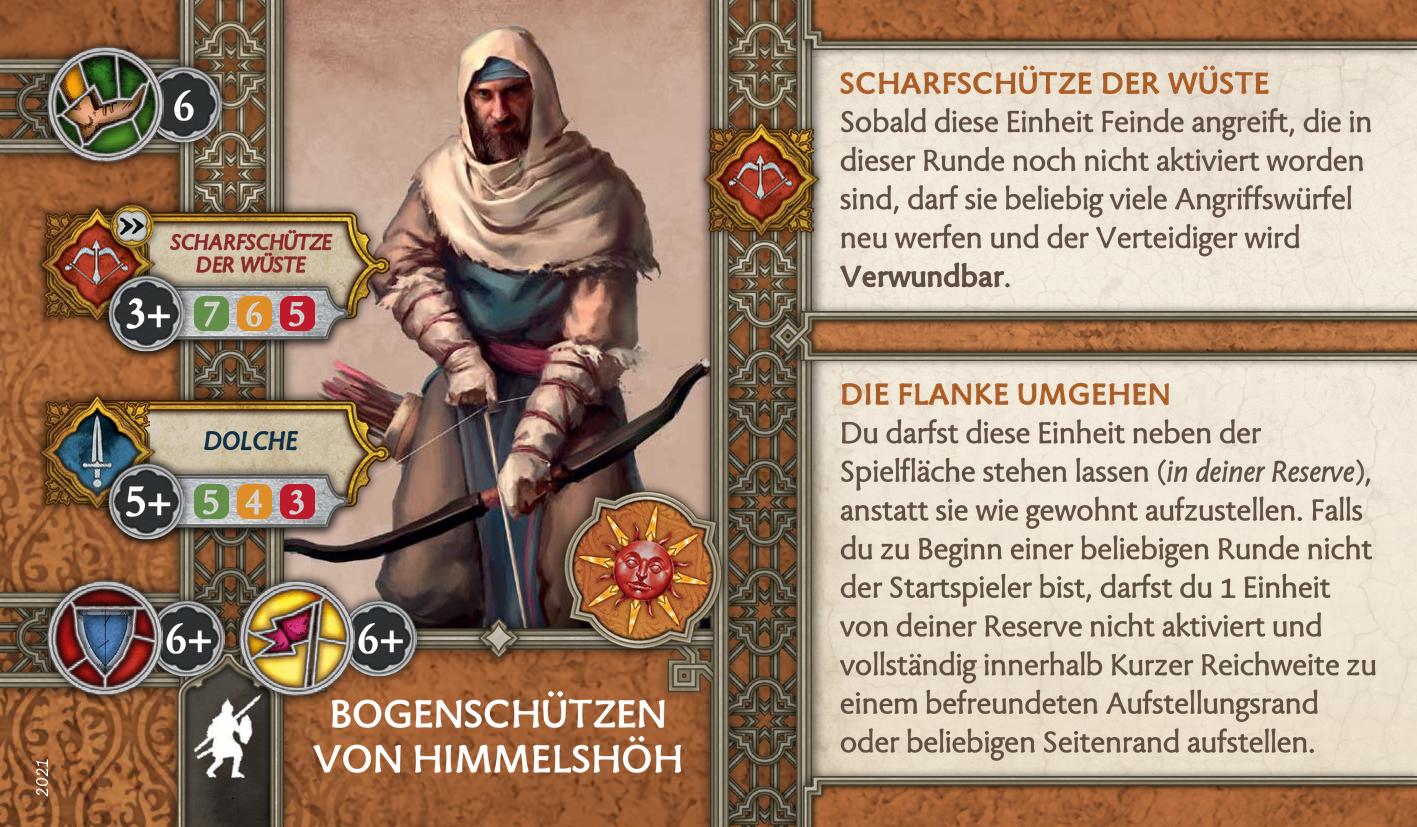 6
SCHARFSCHÜTZE
DER WÜSTE
3+
7 6 5
DOLCHE
5+
5 4 3
6+
6+
BOGENSCHÜTZEN
VON HIMMELSHÖH
2021
SCHARFSCHÜTZE DER WÜSTE
Sobald diese Einheit Feinde angreift, die in
dieser Runde noch nicht aktiviert worden
sind, darf sie beliebig viele Angriffswürfel
neu werfen und der Verteidiger wird
Verwundbar.
DIE FLANKE UMGEHEN
Du darfst diese Einheit neben der
Spielfläche stehen lassen (in deiner Reserve),
anstatt sie wie gewohnt aufzustellen. Falls
du zu Beginn einer beliebigen Runde nicht
der Startspieler bist, darfst du 1 Einheit
von deiner Reserve nicht aktiviert und
vollständig innerhalb Kurzer Reichweite zu
einem befreundeten Aufstellungsrand
oder beliebigen Seitenrand aufstellen.